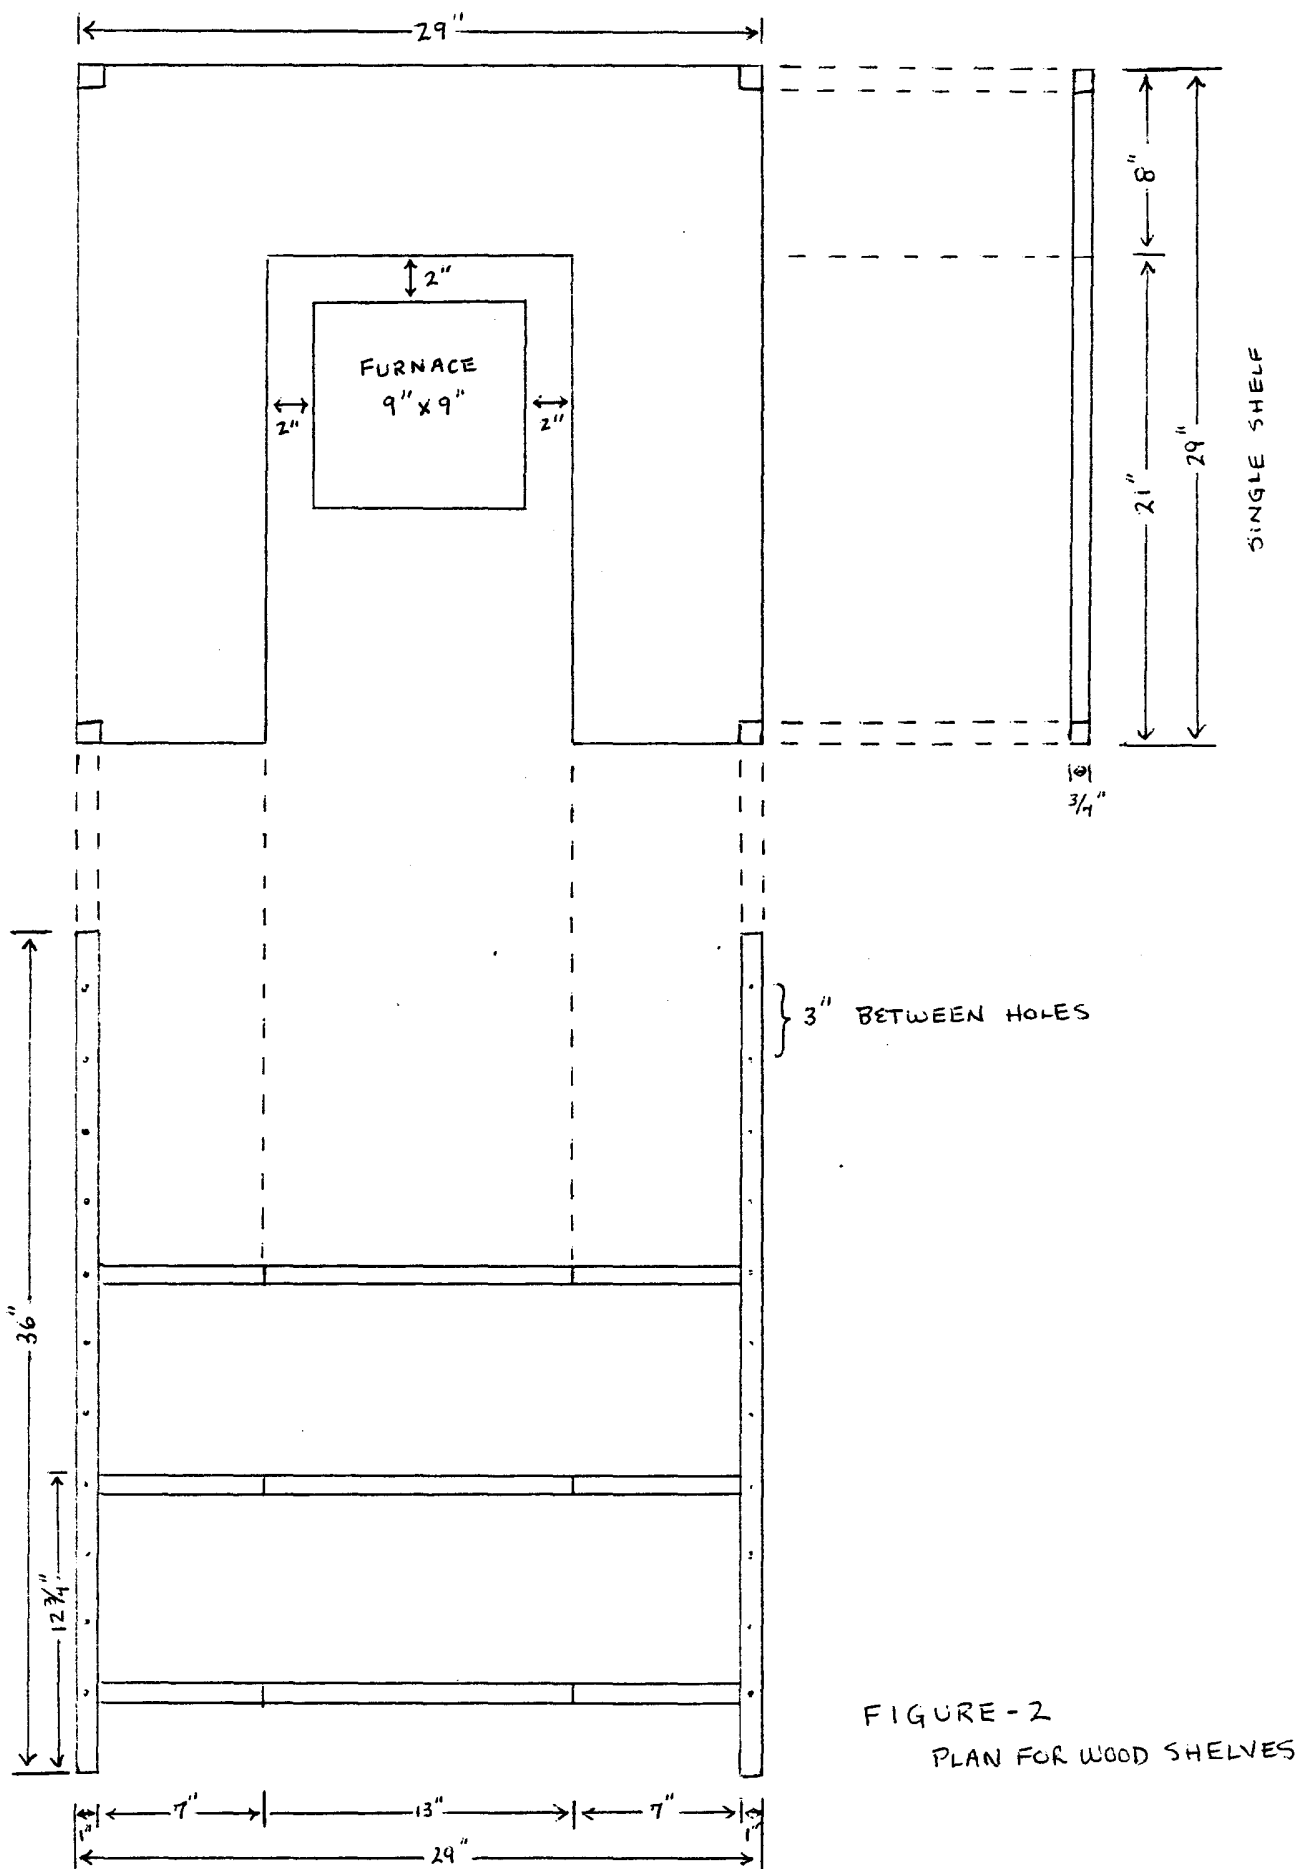 29"
2"
FURNACE
9" x 9"
2"
2"
8"
21"
29"
SINGLE SHELF
3/4"
3" BETWEEN HOLES
36"
12 3/4"
FIGURE-2
PLAN FOR WOOD SHELVES
1"
7"
13"
7"
1"
29"